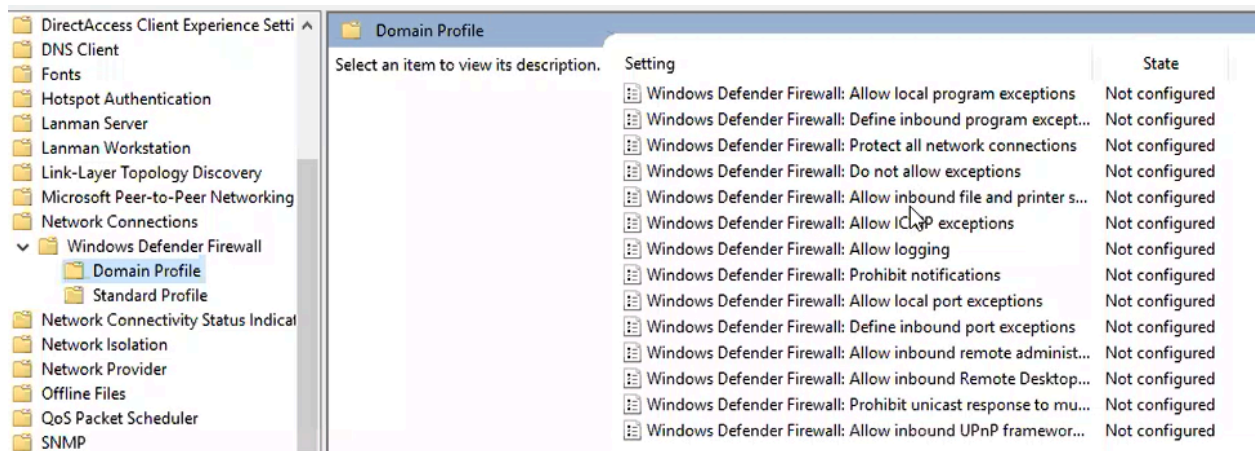 DirectAccess Client Experience Setti
DNS Client
Fonts
Hotspot Authentication
Lanman Server
Lanman Workstation
Link-Layer Topology Discovery
Microsoft Peer-to-Peer Networking
Network Connections
Windows Defender Firewall
Domain Profile
Standard Profile
Network Connectivity Status Indicat
Network Isolation
Network Provider
Offline Files
QoS Packet Scheduler
SNMP
Domain Profile
Select an item to view its description.
Setting State
Windows Defender Firewall: Allow local program exceptions Not configured
Windows Defender Firewall: Define inbound program except... Not configured
Windows Defender Firewall: Protect all network connections Not configured
Windows Defender Firewall: Do not allow exceptions Not configured
Windows Defender Firewall: Allow inbound file and printer s... Not configured
Windows Defender Firewall: Allow ICMP exceptions Not configured
Windows Defender Firewall: Allow logging Not configured
Windows Defender Firewall: Prohibit notifications Not configured
Windows Defender Firewall: Allow local port exceptions Not configured
Windows Defender Firewall: Define inbound port exceptions Not configured
Windows Defender Firewall: Allow inbound remote administ... Not configured
Windows Defender Firewall: Allow inbound Remote Desktop... Not configured
Windows Defender Firewall: Prohibit unicast response to mu... Not configured
Windows Defender Firewall: Allow inbound UPnP framewor... Not configured